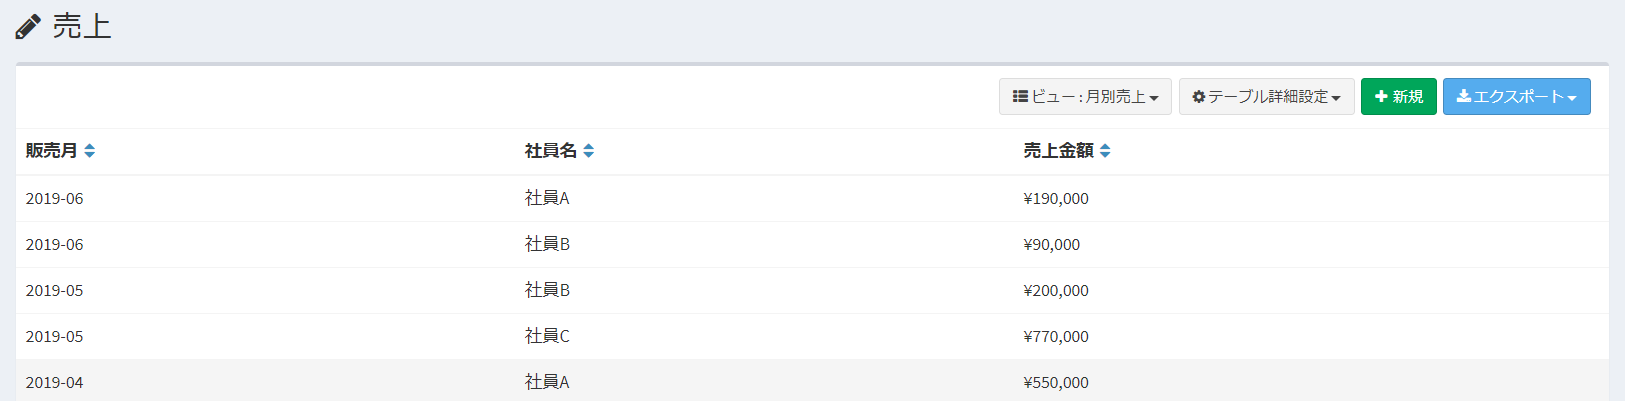 売上
ビュー : 月別売上 テーブル詳細設定 新規 エクスポート
販売月 社員名 売上金額
2019-06 社員A ¥190,000
2019-06 社員B ¥90,000
2019-05 社員B ¥200,000
2019-05 社員C ¥770,000
2019-04 社員A ¥550,000